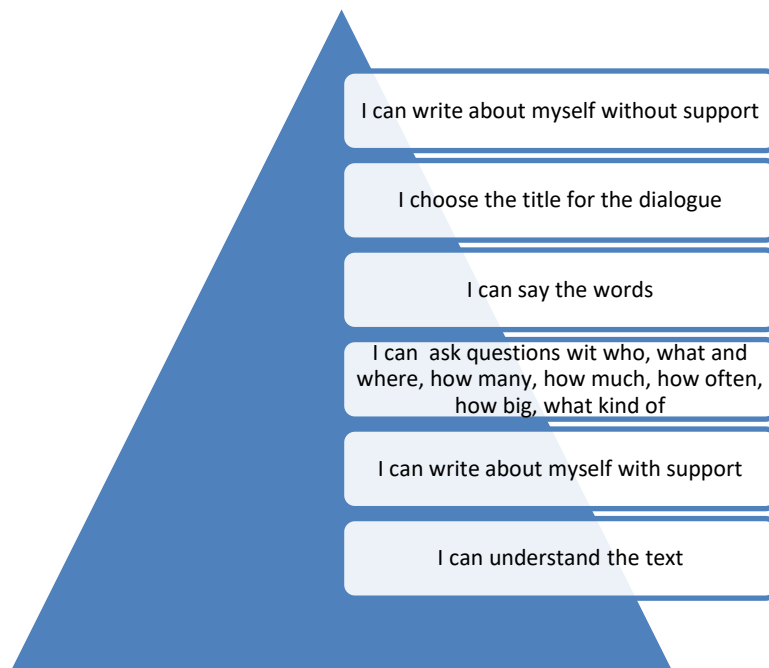 I can write about myself without support
I choose the title for the dialogue
I can say the words
I can  ask questions wit who, what and
where, how many, how much, how often,
how big, what kind of
I can write about myself with support
I can understand the text